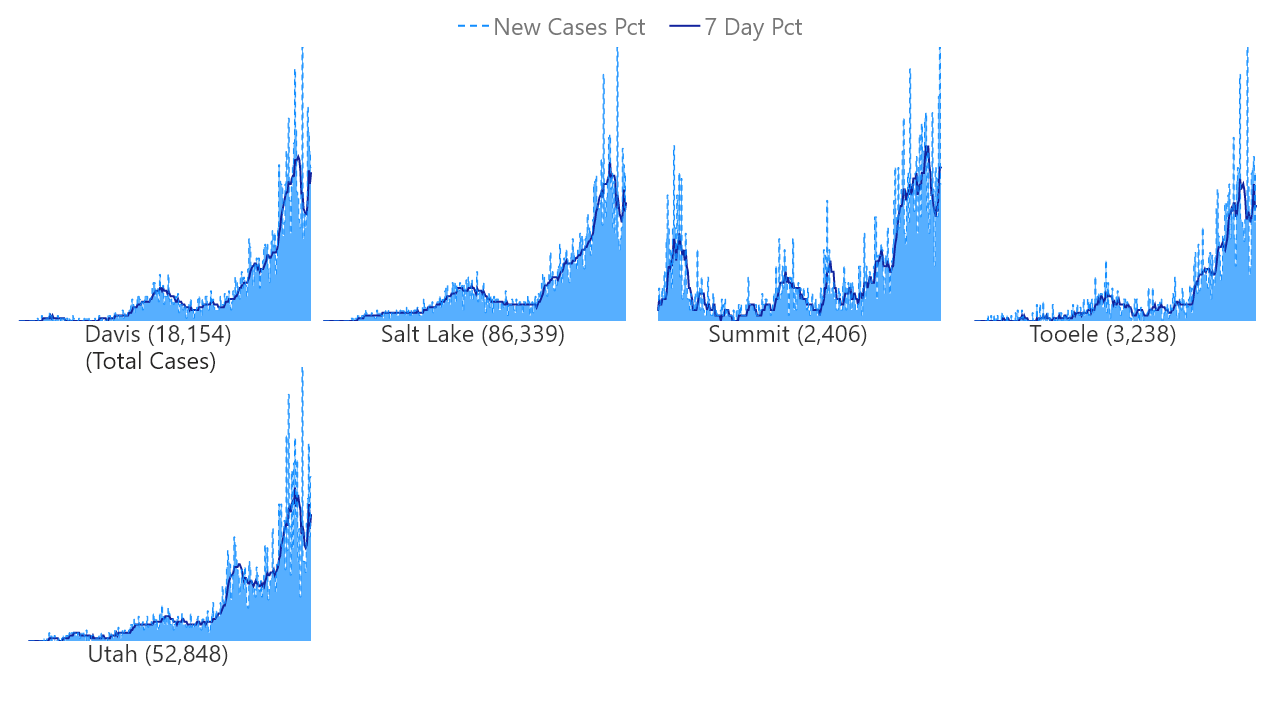 New Cases Pct 7 Day Pct
Davis (18,154)
(Total Cases)
Salt Lake (86,339)
Summit (2,406)
Tooele (3,238)
Utah (52,848)